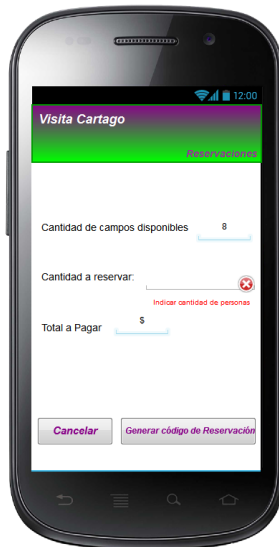 12:00
Visita Cartago
Reservaciones
Cantidad de campos disponibles 8
Cantidad a reservar:
Indicar cantidad de personas
Total a Pagar $
Cancelar Generar código de Reservación